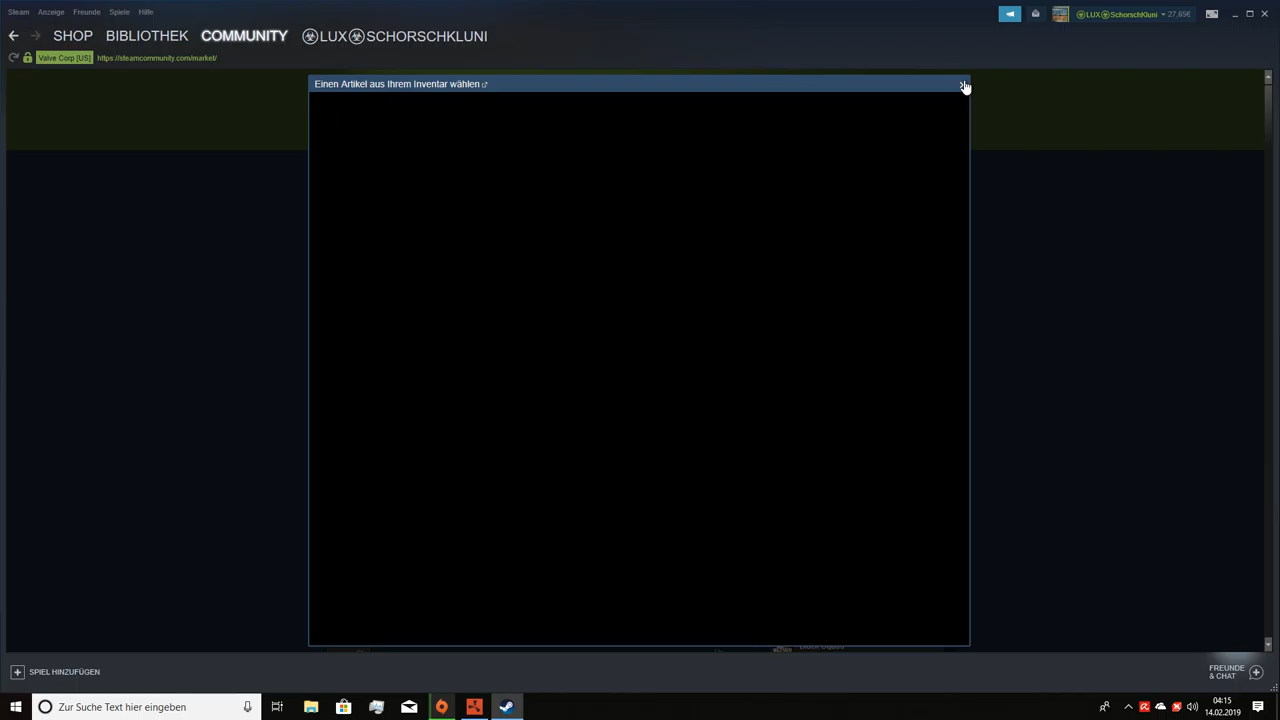 Steam Anzeige Freunde Spiele Hilfe
LUX SchorschKluni 27,65€
SHOP BIBLIOTHEK COMMUNITY LUX SCHORSCHKLUNI
Valve Corp [US] https://steamcommunity.com/market/
Einen Artikel aus Ihrem Inventar wählen
SPIEL HINZUFÜGEN
FREUNDE
& CHAT
Zur Suche Text hier eingeben
04:15
14.02.2019